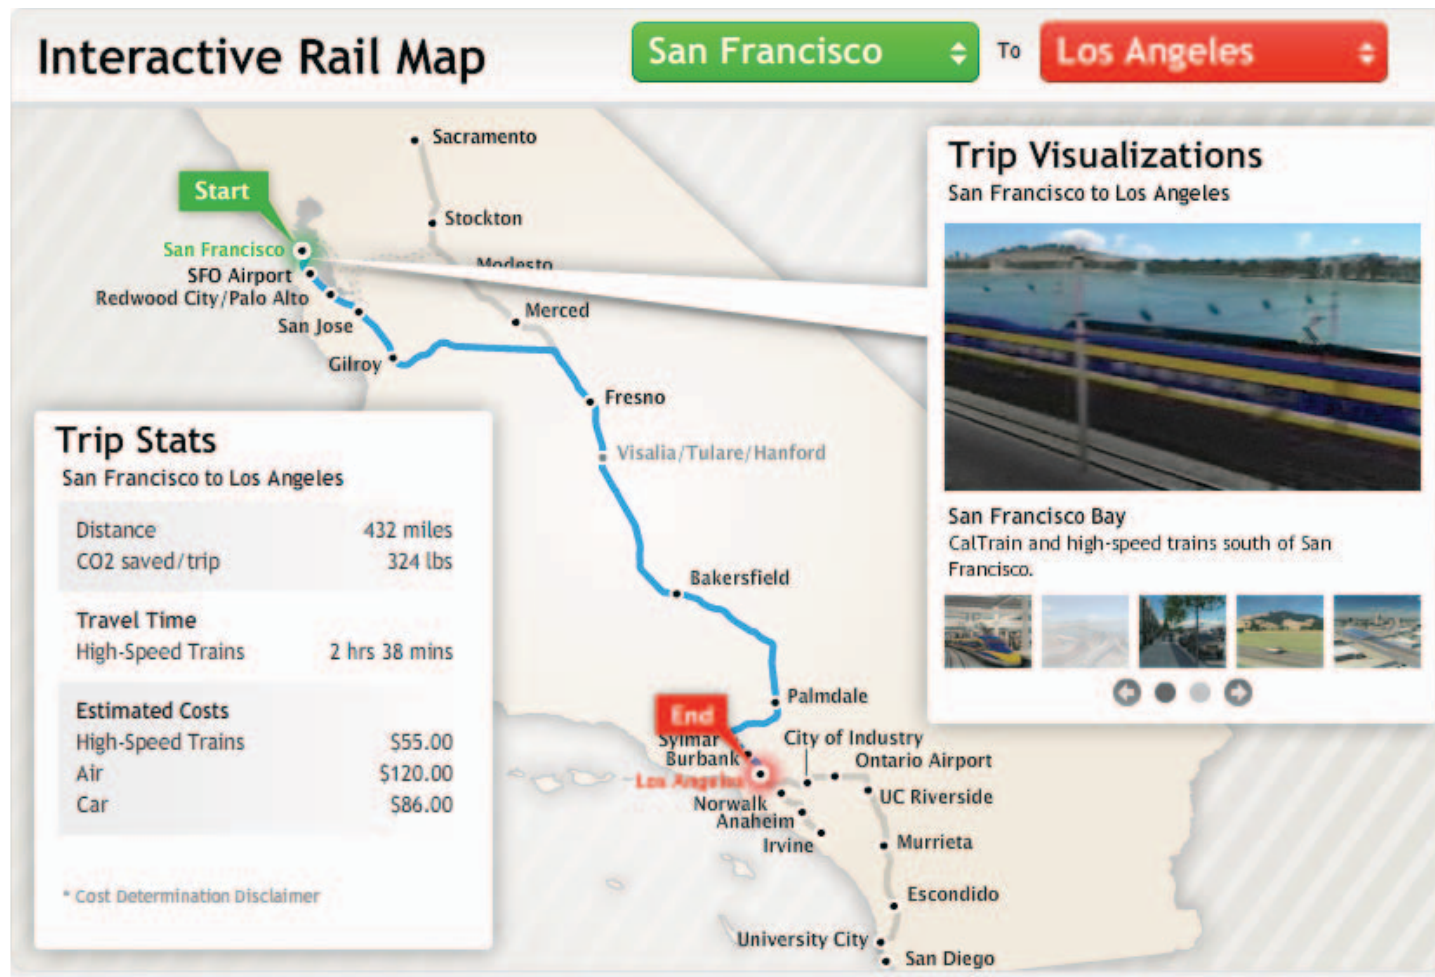 Interactive Rail Map
San Francisco
To
Los Angeles
Sacramento
Start
Stockton
San Francisco
Modesto
SFO Airport
Redwood City/Palo Alto
Merced
San Jose
Gilroy
Fresno
Visalia/Tulare/Hanford
Bakersfield
Palmdale
End
Sylmar
City of Industry
Burbank
Ontario Airport
Los Angeles
Norwalk
UC Riverside
Anaheim
Irvine
Murrieta
Escondido
University City
San Diego
Trip Stats
San Francisco to Los Angeles
Distance 432 miles
CO2 saved/trip 324 lbs
Travel Time
High-Speed Trains 2 hrs 38 mins
Estimated Costs
High-Speed Trains $55.00
Air $120.00
Car $86.00
* Cost Determination Disclaimer
Trip Visualizations
San Francisco to Los Angeles
San Francisco Bay
CalTrain and high-speed trains south of San
Francisco.